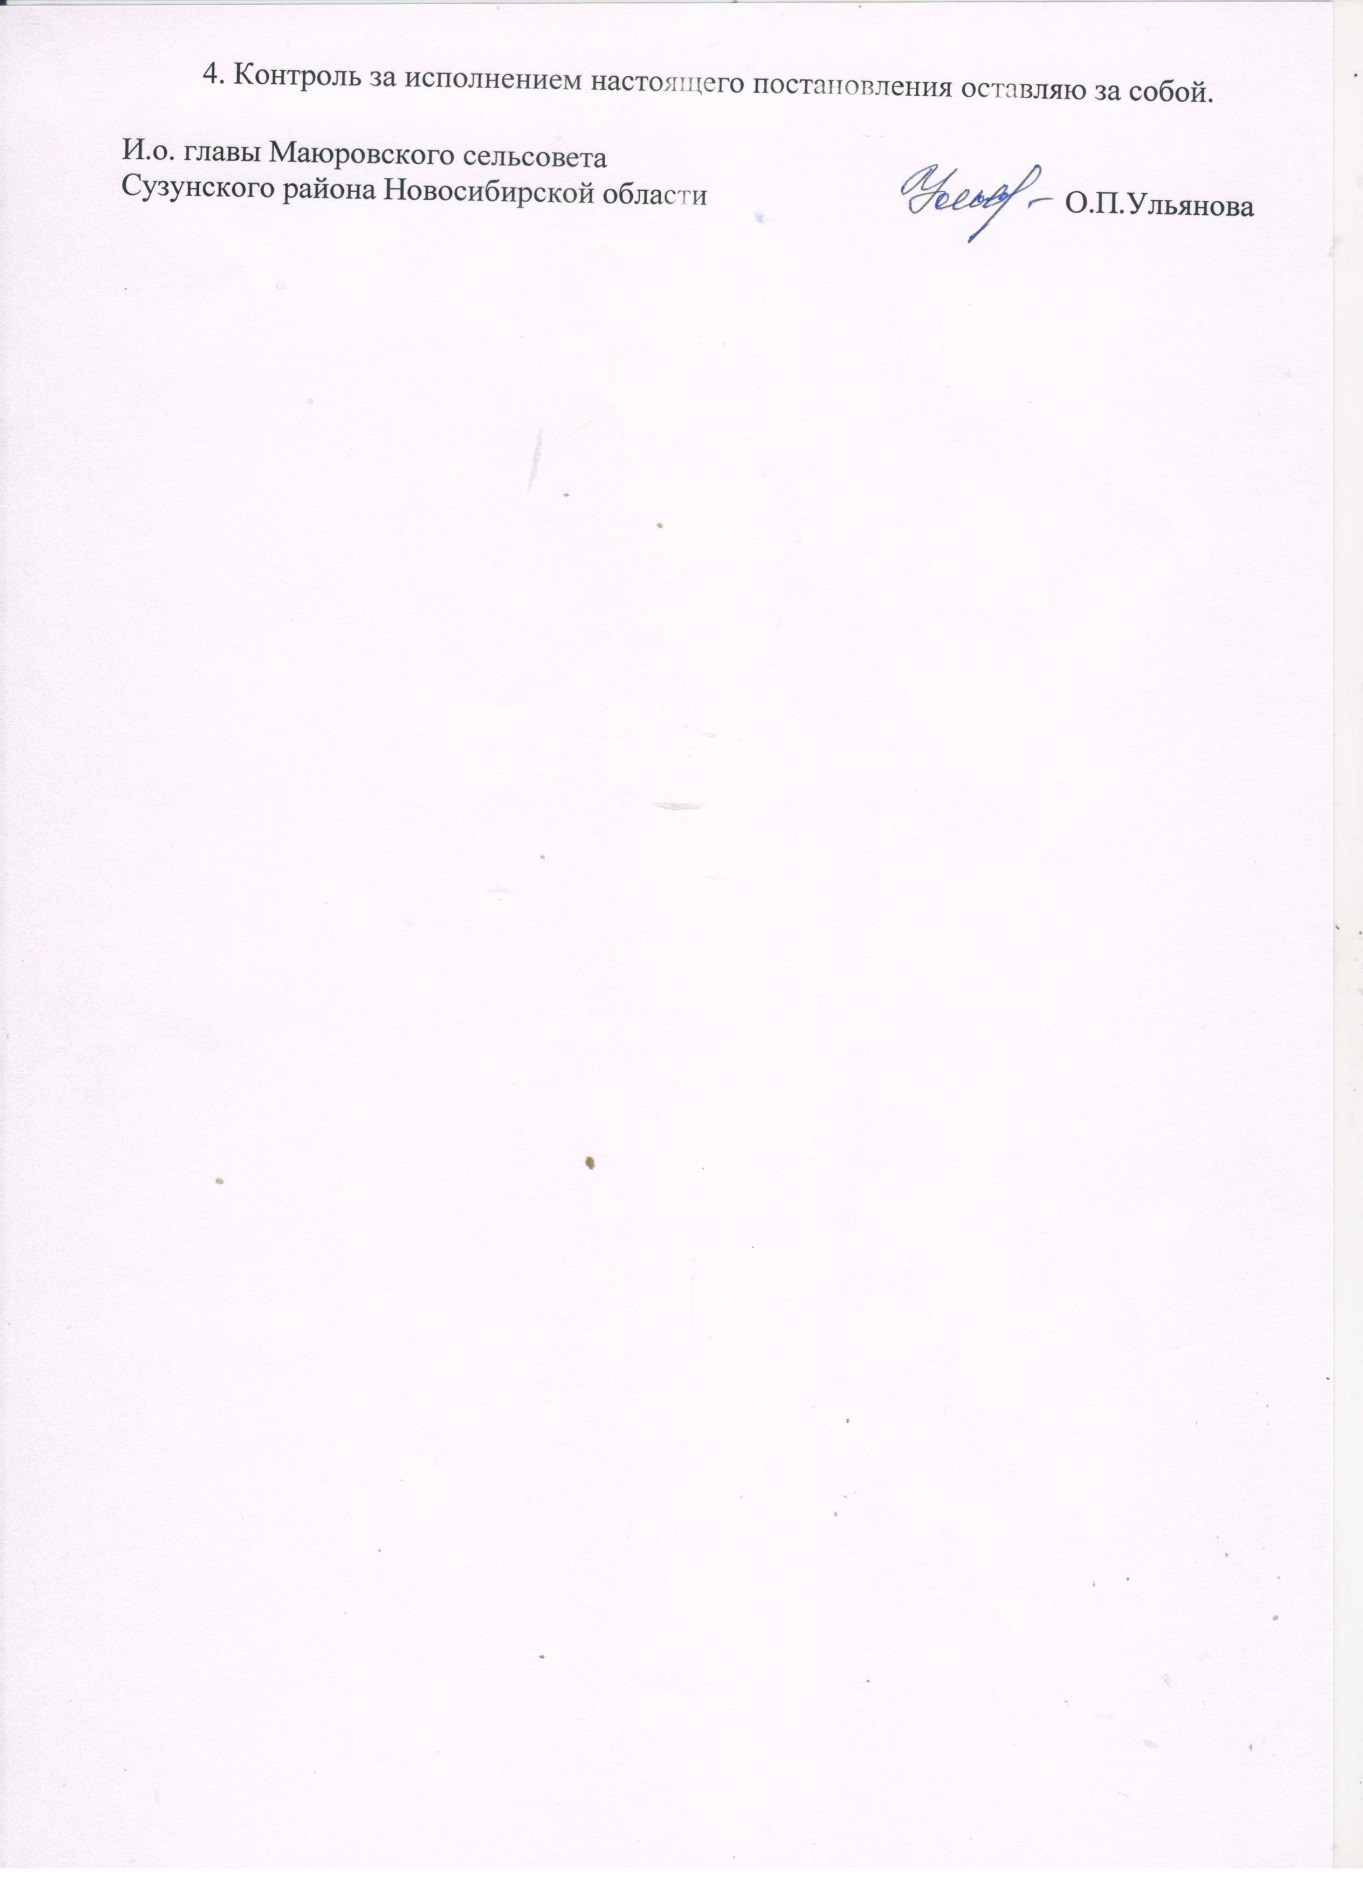 4. Контроль за исполнением настоящего постановления оставляю за собой.
И.о. главы Маюровского сельсовета
Сузунского района Новосибирской области
О.П.Ульянова